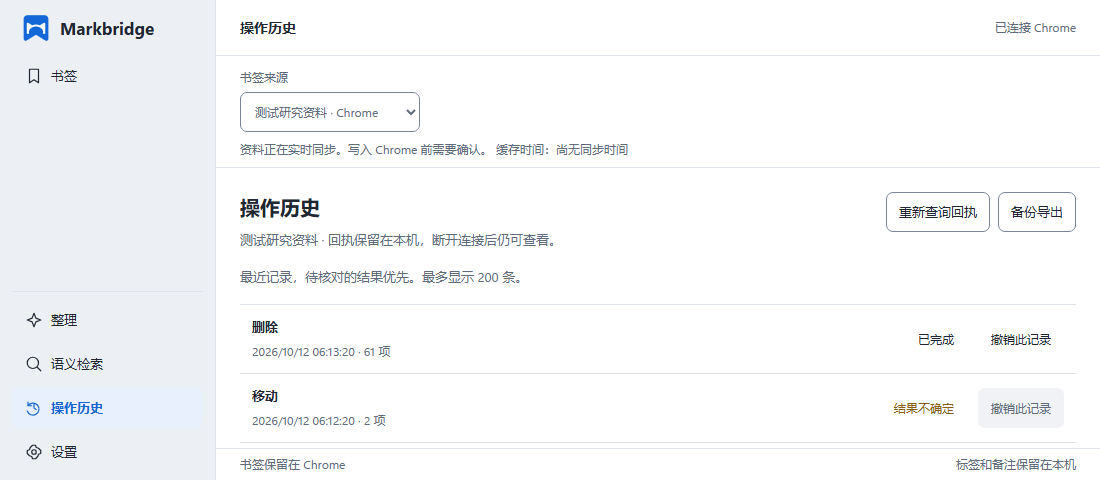 Markbridge
书签
整理
语义检索
操作历史
设置
操作历史
已连接 Chrome
书签来源
测试研究资料 · Chrome
资料正在实时同步。写入 Chrome 前需要确认。 缓存时间：尚无同步时间
操作历史
重新查询回执
备份导出
测试研究资料 · 回执保留在本机，断开连接后仍可查看。
最近记录，待核对的结果优先。最多显示 200 条。
删除
2026/10/12 06:13:20 · 61 项
已完成
撤销此记录
移动
2026/10/12 06:12:20 · 2 项
结果不确定
撤销此记录
书签保留在 Chrome
标签和备注保留在本机